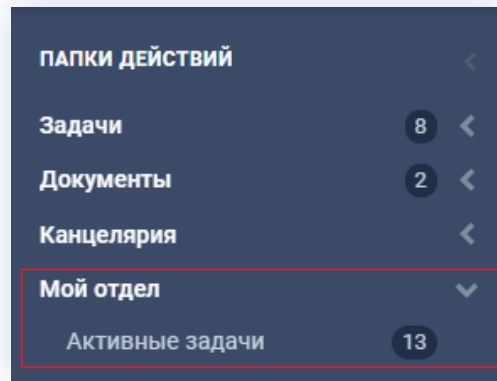 ПАПКИ ДЕЙСТВИЙ
Задачи 8
Документы 2
Канцелярия
Мой отдел
Активные задачи 13